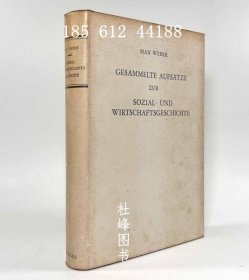 185 612 44188
MAX WEBER
GESAMMELTE AUFSÄTZE
ZUR
SOZIAL- UND
WIRTSCHAFTSGESCHICHTE
杜峰图书